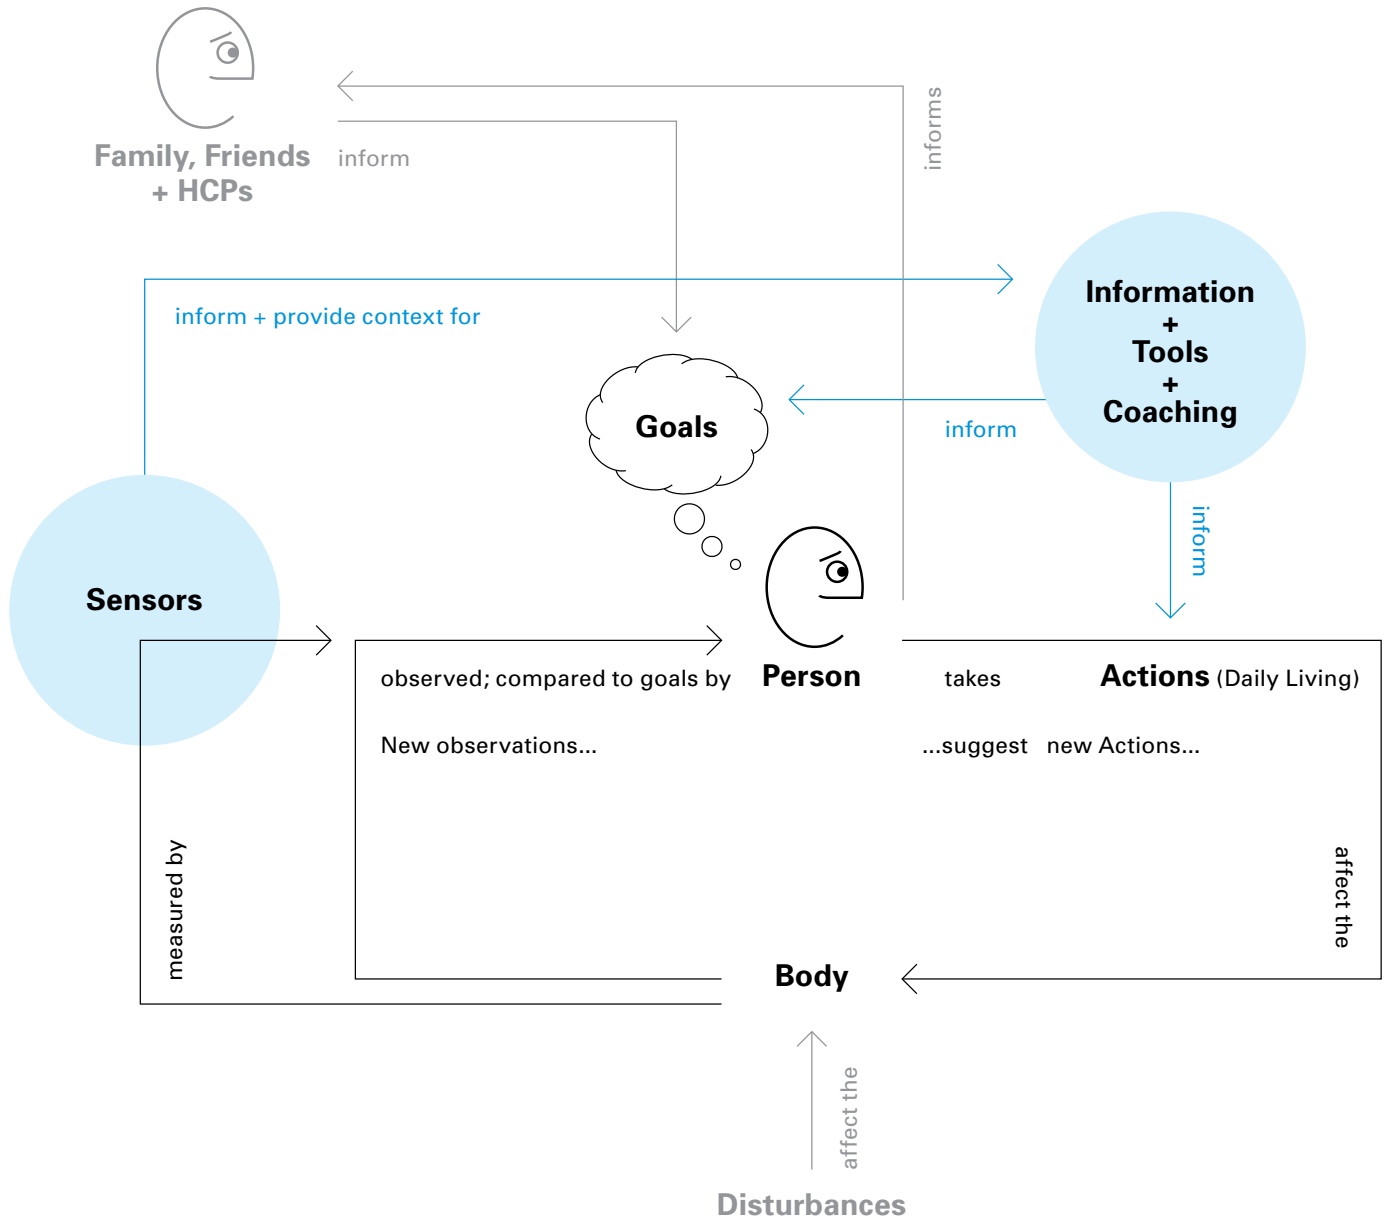 informs
Family, Friends
+ HCPs
inform
Information
+
Tools
+
Coaching
inform + provide context for
Goals
inform
inform
Sensors
observed; compared to goals by
Person
takes
Actions (Daily Living)
New observations...
...suggest new Actions...
measured by
affect the
Body
affect the
Disturbances